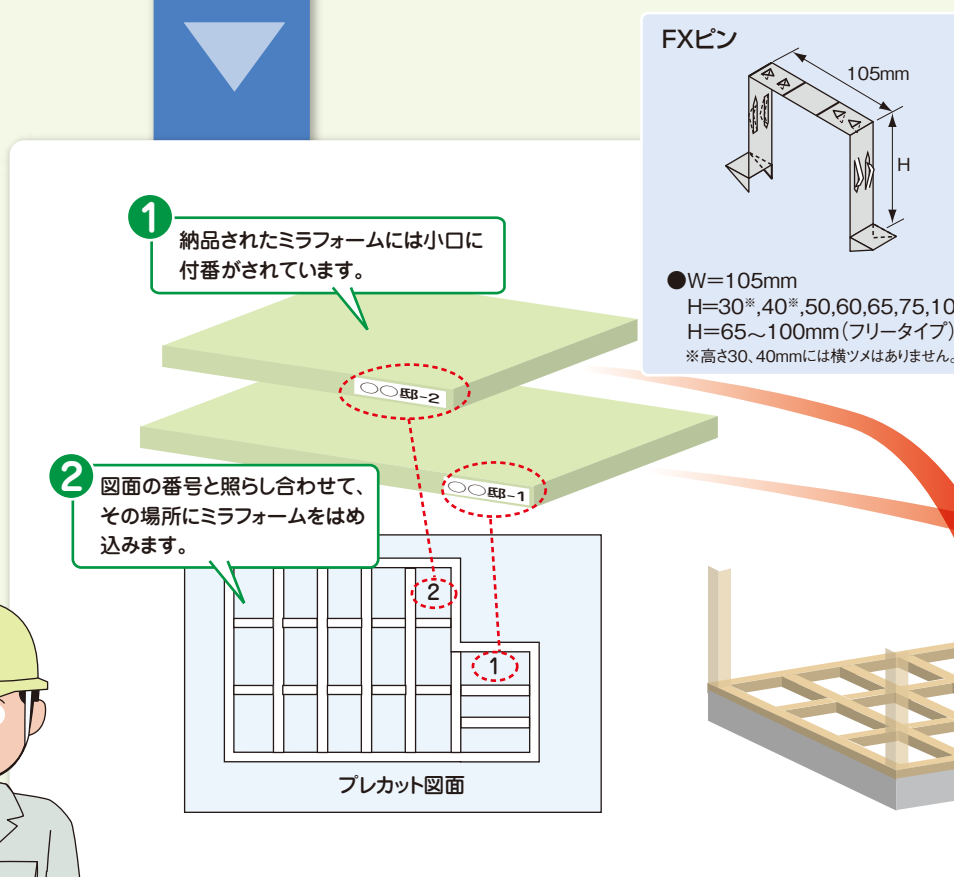 FXピン
105mm
H
●W=105mm
H=30※,40※,50,60,65,75,10
H=65～100mm(フリータイプ)
※高さ30、40mmには横ツメはありません。
1
納品されたミラフォームには小口に
付番がされています。
○○邸-2
○○邸-1
2
図面の番号と照らし合わせて、
その場所にミラフォームをはめ
込みます。
2
1
プレカット図面